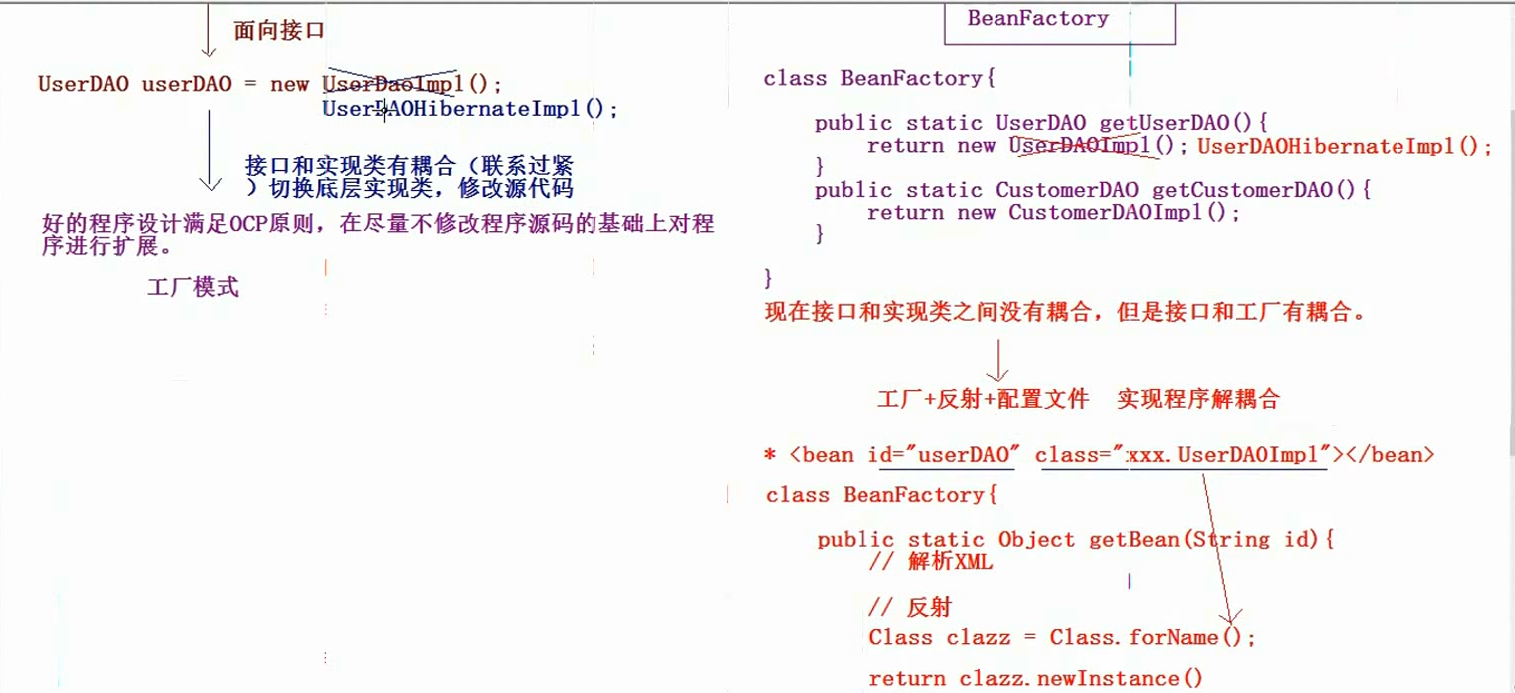 面向接口
UserDAO userDAO = new UserDaoImpl();
UserDAOHibernateImpl();
接口和实现类有耦合（联系过紧
）切换底层实现类，修改源代码
好的程序设计满足OCP原则，在尽量不修改程序源码的基础上对程
序进行扩展。
工厂模式
BeanFactory
class BeanFactory{
public static UserDAO getUserDAO(){
return new UserDAOImpl(); UserDAOHibernateImpl();
}
public static CustomerDAO getCustomerDAO(){
return new CustomerDAOImpl();
}
}
现在接口和实现类之间没有耦合，但是接口和工厂有耦合。
工厂+反射+配置文件 实现程序解耦合
* <bean id="userDAO" class="xxx.UserDAOImpl"></bean>
class BeanFactory{
public static Object getBean(String id){
// 解析XML
// 反射
Class clazz = Class.forName();
return clazz.newInstance()